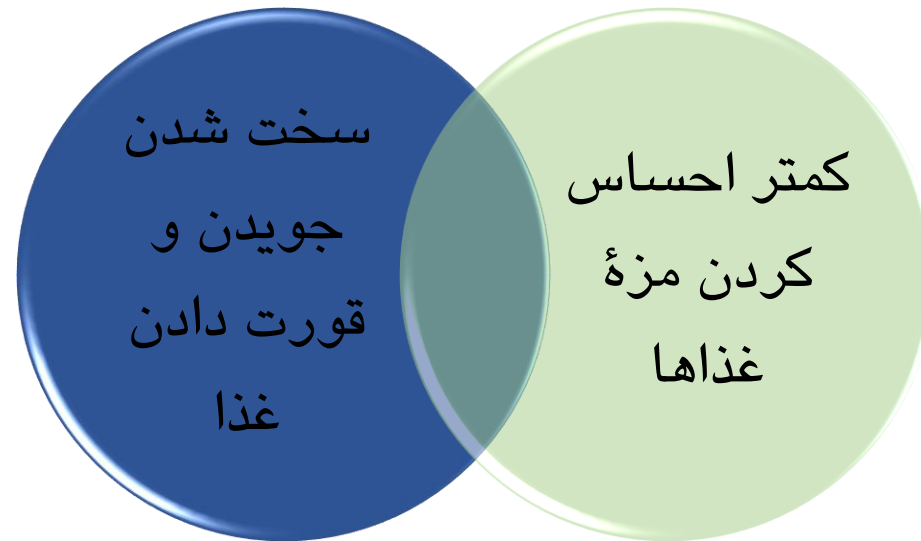 کمتر احساس
کردن مزهٔ
غذاها
سخت شدن
جویدن و
قورت دادن
غذا